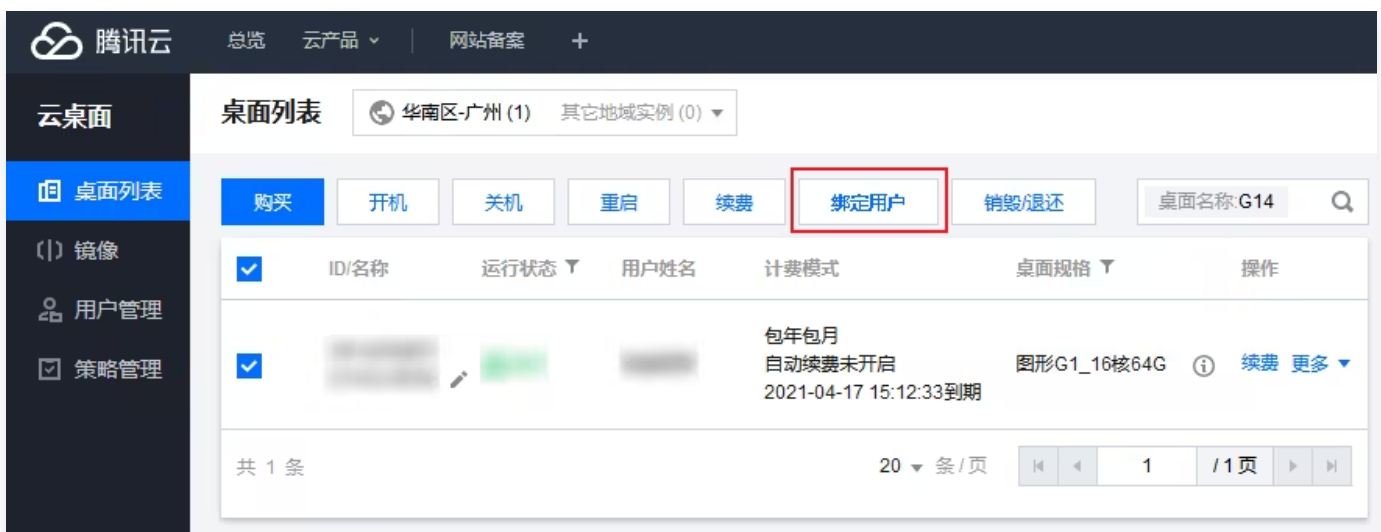 腾讯云 总览 云产品 网站备案 +
云桌面
桌面列表 华南区-广州 (1) 其它地域实例 (0)
桌面列表
镜像
用户管理
策略管理
购买 开机 关机 重启 续费 绑定用户 销毁/退还 桌面名称:G14
ID/名称 运行状态 用户姓名 计费模式 桌面规格 操作
包年包月
自动续费未开启
2021-04-17 15:12:33到期
图形G1_16核64G 续费 更多
共 1 条 20 条 / 页 1 / 1 页